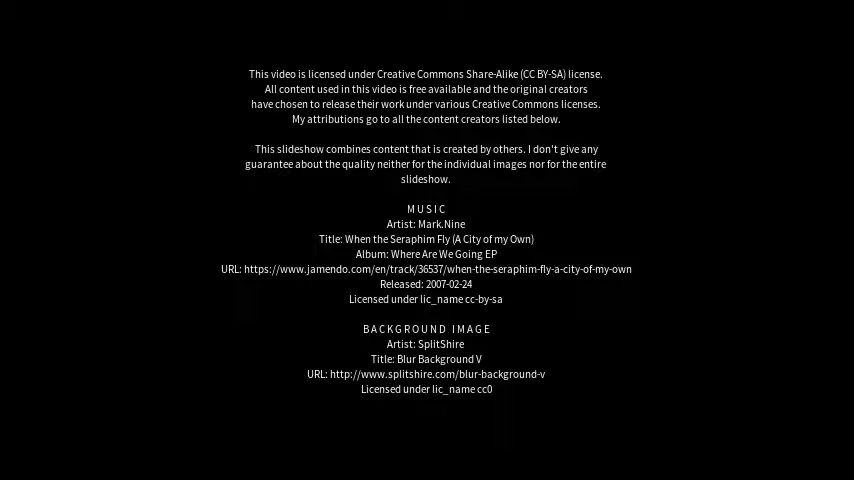 This video is licensed under Creative Commons Share-Alike (CC BY-SA) license.
All content used in this video is free available and the original creators
have chosen to release their work under various Creative Commons licenses.
My attributions go to all the content creators listed below.
This slideshow combines content that is created by others. I don't give any
guarantee about the quality neither for the individual images nor for the entire
slideshow.
MUSIC
Artist: Mark.Nine
Title: When the Seraphim Fly (A City of my Own)
Album: Where Are We Going EP
URL: https://www.jamendo.com/en/track/36537/when-the-seraphim-fly-a-city-of-my-own
Released: 2007-02-24
Licensed under lic_name cc-by-sa
BACKGROUND IMAGE
Artist: SplitShire
Title: Blur Background V
URL: http://www.splitshire.com/blur-background-v
Licensed under lic_name cc0